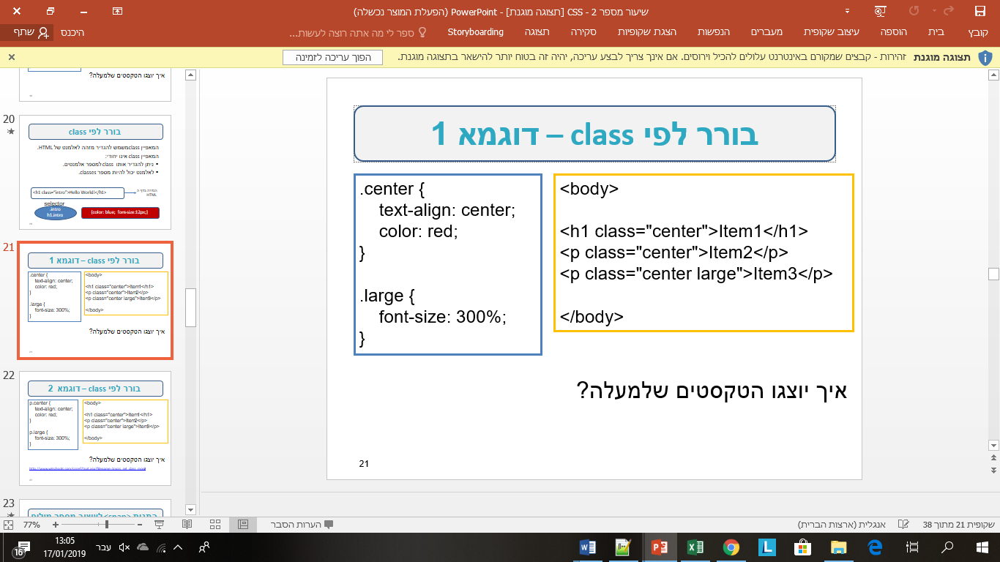 שיעור מספר 2 - CSS [תצוגה מוגנת] - PowerPoint (הפעלת המוצר נכשלה)
קובץ בית הוספה עיצוב שקופית מעברים הנפשות הצגת שקופיות סקירה תצוגה Storyboarding ספר לי מה אתה רוצה לעשות... היכנס שתף
תצוגה מוגנת זהירות - קבצים שמקורם באינטרנט עלולים להכיל וירוסים. אם אינך צריך לבצע עריכה, יהיה זה בטוח יותר להישאר בתצוגה מוגנת. הפוך עריכה לזמינה
איך יוצגו הטקסטים שלמעלה?
20
בורר לפי class
המאפיין class משמש להגדיר מזהה לאלמנט של HTML.
המאפיין class אינו יחודי:
• ניתן להגדיר אותו class למספר אלמנטים.
• לאלמנט יכול להיות מספר classes.
<h1 class="intro">Hello World!</h1>
HTML
selector
.intro
h1.intro
{color: blue; font-size:12px;}
21
בורר לפי class – דוגמא 1
.center {
text-align: center;
color: red;
}
.large {
font-size: 300%;
}
<body>
<h1 class="center">Item1</h1>
<p class="center">Item2</p>
<p class="center large">Item3</p>
</body>
איך יוצגו הטקסטים שלמעלה?
22
בורר לפי class – דוגמא 2
p.center {
text-align: center;
color: red;
}
p.large {
font-size: 300%;
}
<body>
<h1 class="center">Item1</h1>
<p class="center">Item2</p>
<p class="center large">Item3</p>
</body>
איך יוצגו הטקסטים שלמעלה?
23
בורר לפי class – דוגמא 1
.center {
text-align: center;
color: red;
}
.large {
font-size: 300%;
}
<body>
<h1 class="center">Item1</h1>
<p class="center">Item2</p>
<p class="center large">Item3</p>
</body>
איך יוצגו הטקסטים שלמעלה?
21
שקופית 21 מתוך 38
אנגלית (ארצות הברית)
הערות הסבר
77%
13:05
17/01/2019
עבר
16